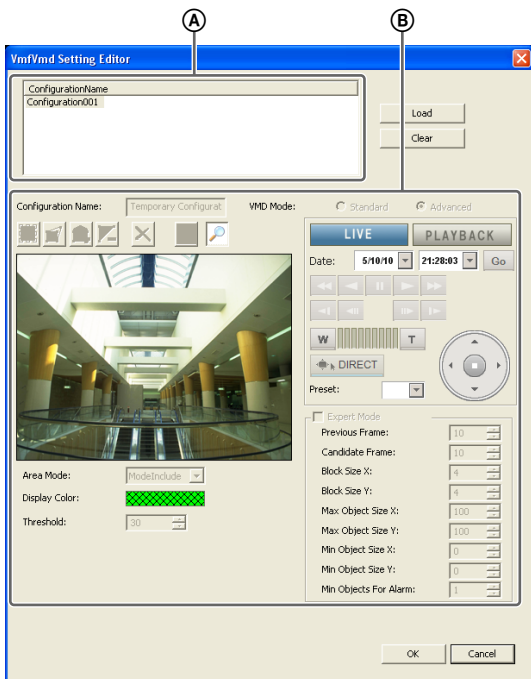 A
B
VmfVmd Setting Editor
ConfigurationName
Configuration001
Load
Clear
Configuration Name: Temporary Configurat VMD Mode: Standard Advanced
LIVE PLAYBACK
Date: 5/10/10 21:28:03 Go
W T
DIRECT
Preset:
Expert Mode
Previous Frame: 10
Candidate Frame: 10
Block Size X: 4
Block Size Y: 4
Max Object Size X: 100
Max Object Size Y: 100
Min Object Size X: 0
Min Object Size Y: 0
Min Objects For Alarm: 1
Area Mode: ModeInclude
Display Color:
Threshold: 30
OK Cancel